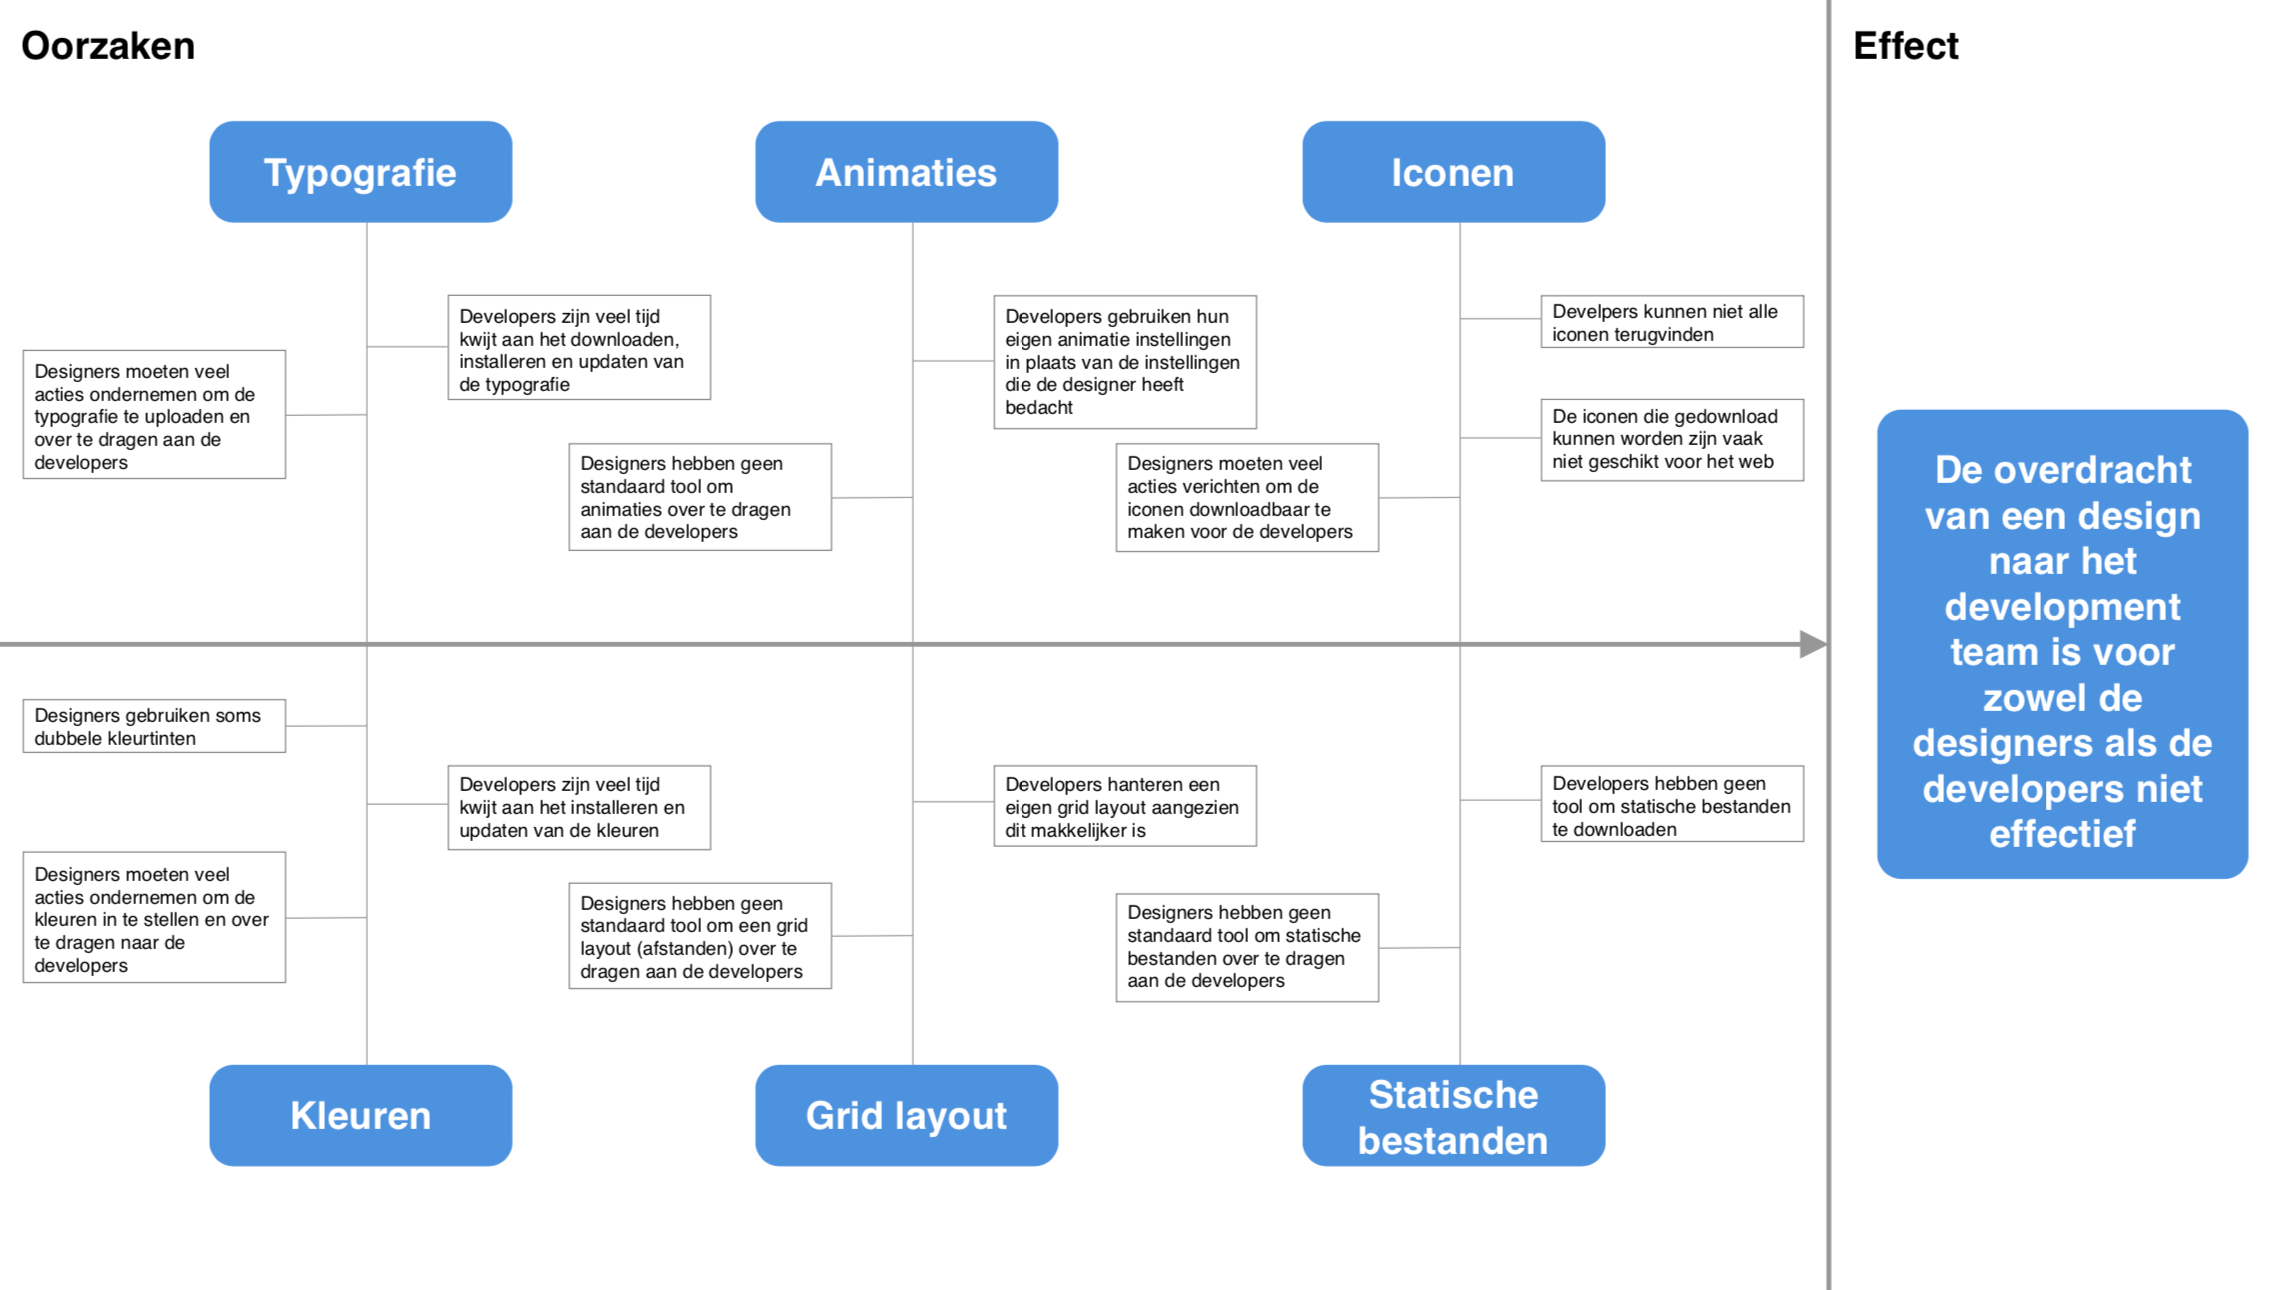 Oorzaken
Effect
Typografie
Animaties
Iconen
Developers zijn veel tijd
kwijt aan het downloaden,
installeren en updaten van
de typografie
Designers moeten veel
acties ondernemen om de
typografie te uploaden en
over te dragen aan de
developers
Developers gebruiken hun
eigen animatie instellingen
in plaats van de instellingen
die de designer heeft
bedacht
Designers hebben geen
standaard tool om
animaties over te dragen
aan de developers
Develpers kunnen niet alle
iconen terugvinden
De iconen die gedownload
kunnen worden zijn vaak
niet geschikt voor het web
Designers moeten veel
acties verrichten om de
iconen downloadbaar te
maken voor de developers
De overdracht
van een design
naar het
development
team is voor
zowel de
designers als de
developers niet
effectief
Designers gebruiken soms
dubbele kleurtinten
Developers zijn veel tijd
kwijt aan het installeren en
updaten van de kleuren
Designers moeten veel
acties ondernemen om de
kleuren in te stellen en over
te dragen naar de
developers
Developers hanteren een
eigen grid layout aangezien
dit makkelijker is
Designers hebben geen
standaard tool om een grid
layout (afstanden) over te
dragen aan de developers
Developers hebben geen
tool om statische bestanden
te downloaden
Designers hebben geen
standaard tool om statische
bestanden over te dragen
aan de developers
Kleuren
Grid layout
Statische
bestanden